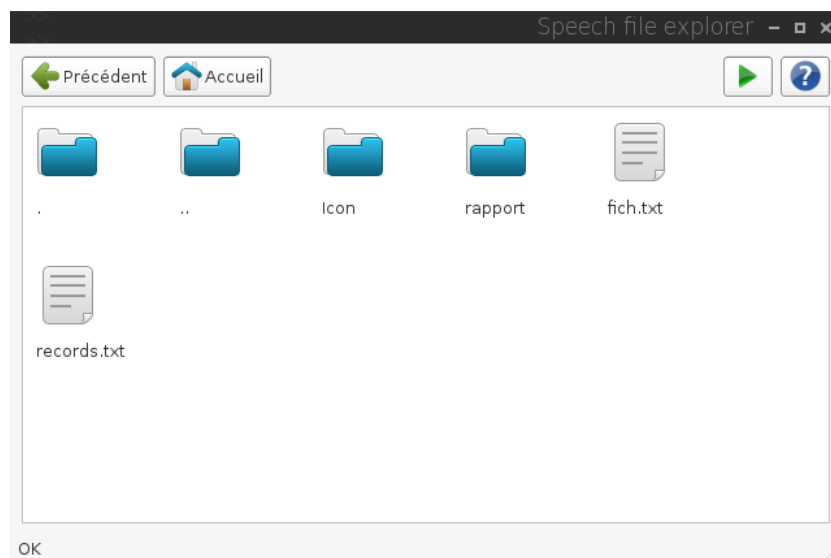 >>
>>
Speech file explorer
Précédent Accueil
?
. .. Icon rapport fich.txt
records.txt
OK